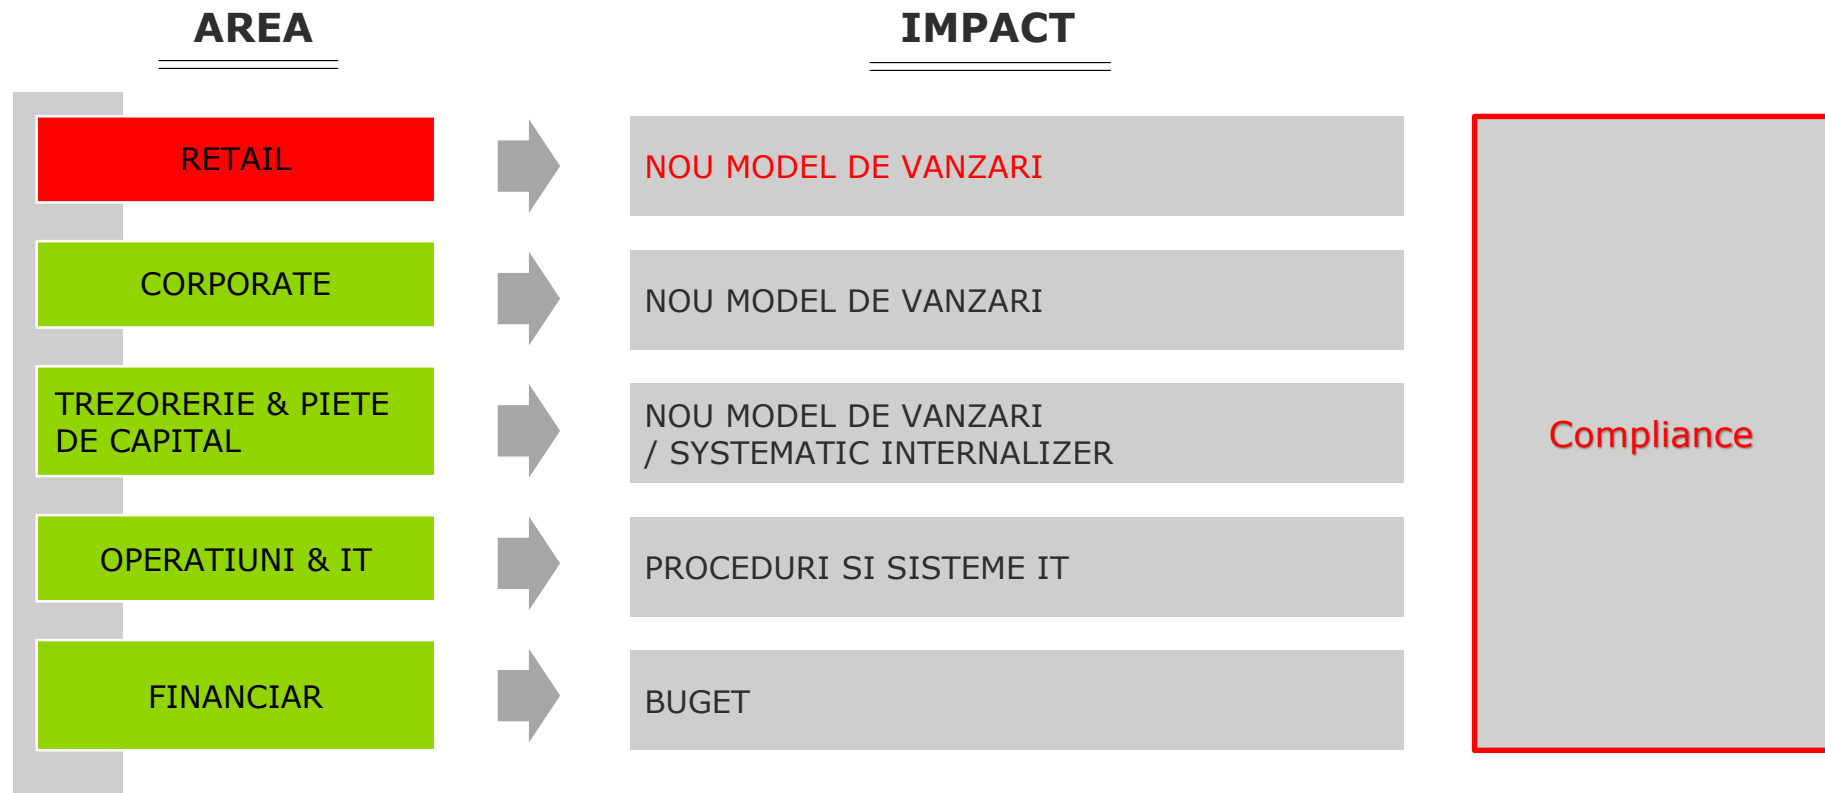 AREA
IMPACT
RETAIL
NOU MODEL DE VANZARI
CORPORATE
NOU MODEL DE VANZARI
TREZORERIE & PIETE
DE CAPITAL
NOU MODEL DE VANZARI
/ SYSTEMATIC INTERNALIZER
OPERATIUNI & IT
PROCEDURI SI SISTEME IT
FINANCIAR
BUGET
Compliance